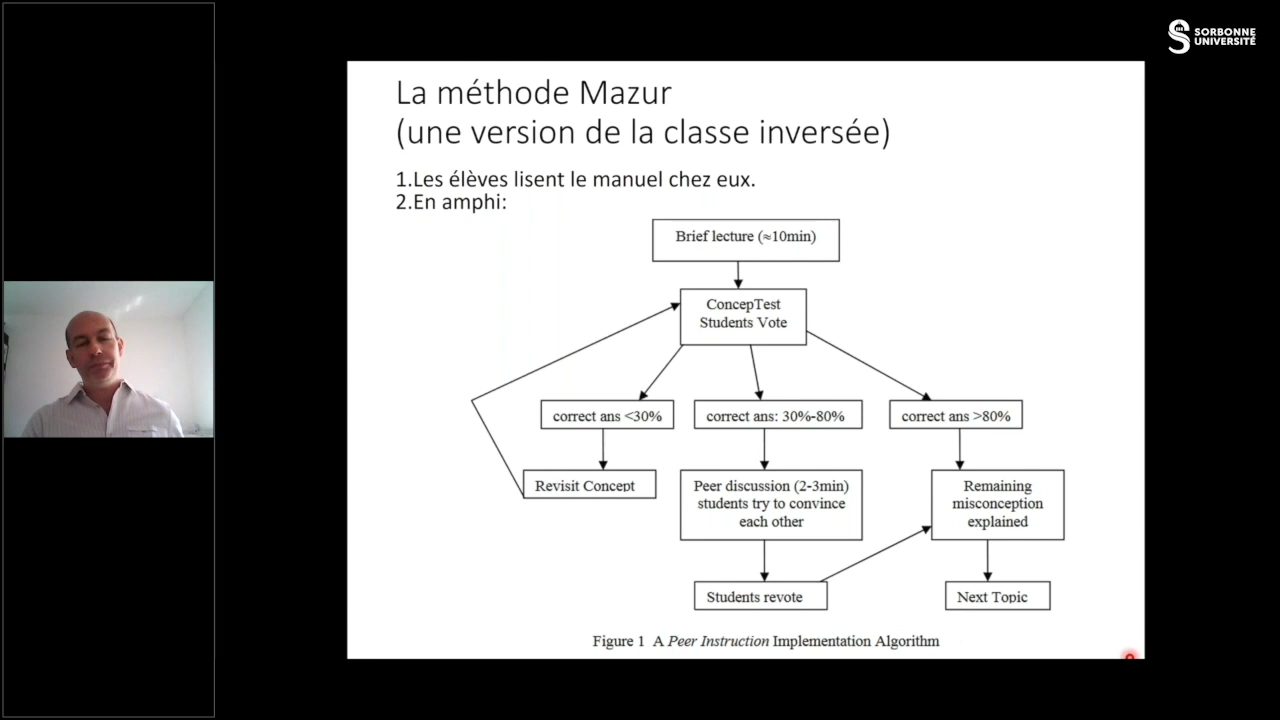 SORBONNE
UNIVERSITÉ
La méthode Mazur
(une version de la classe inversée)
1.Les élèves lisent le manuel chez eux.
2.En amphi:
Brief lecture (≈10min)
ConcepTest
Students Vote
correct ans <30%
correct ans: 30%-80%
correct ans >80%
Revisit Concept
Peer discussion (2-3min)
students try to convince
each other
Remaining
misconception
explained
Students revote
Next Topic
Figure 1 A Peer Instruction Implementation Algorithm